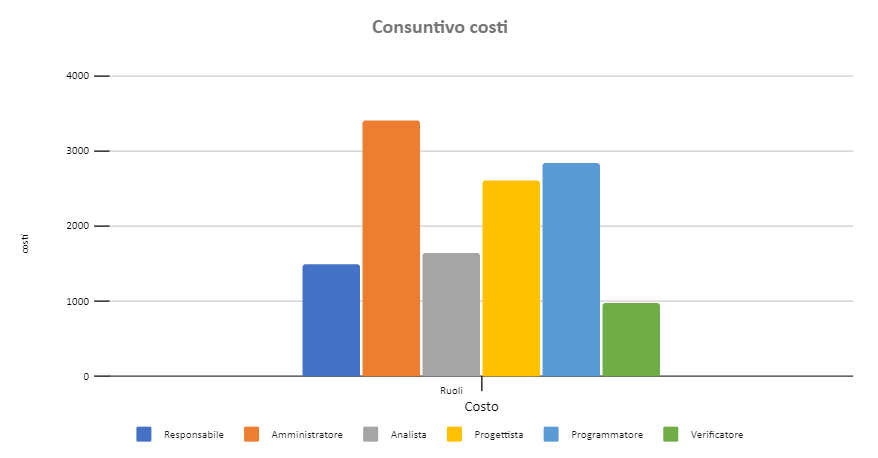 Consuntivo costi
4000
3000
2000
1000
0
costi
Ruoli
Costo
Responsabile Amministratore Analista Progettista Programmatore Verificatore